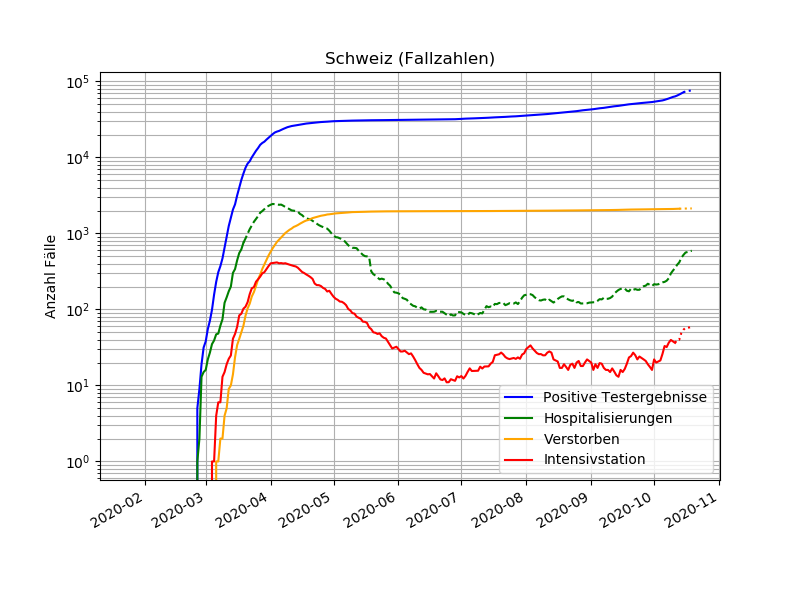 Schweiz (Fallzahlen)
Anzahl Fälle
10⁵
10⁴
10³
10²
10¹
10⁰
Positive Testergebnisse
Hospitalisierungen
Verstorben
Intensivstation
2020-02
2020-03
2020-04
2020-05
2020-06
2020-07
2020-08
2020-09
2020-10
2020-11